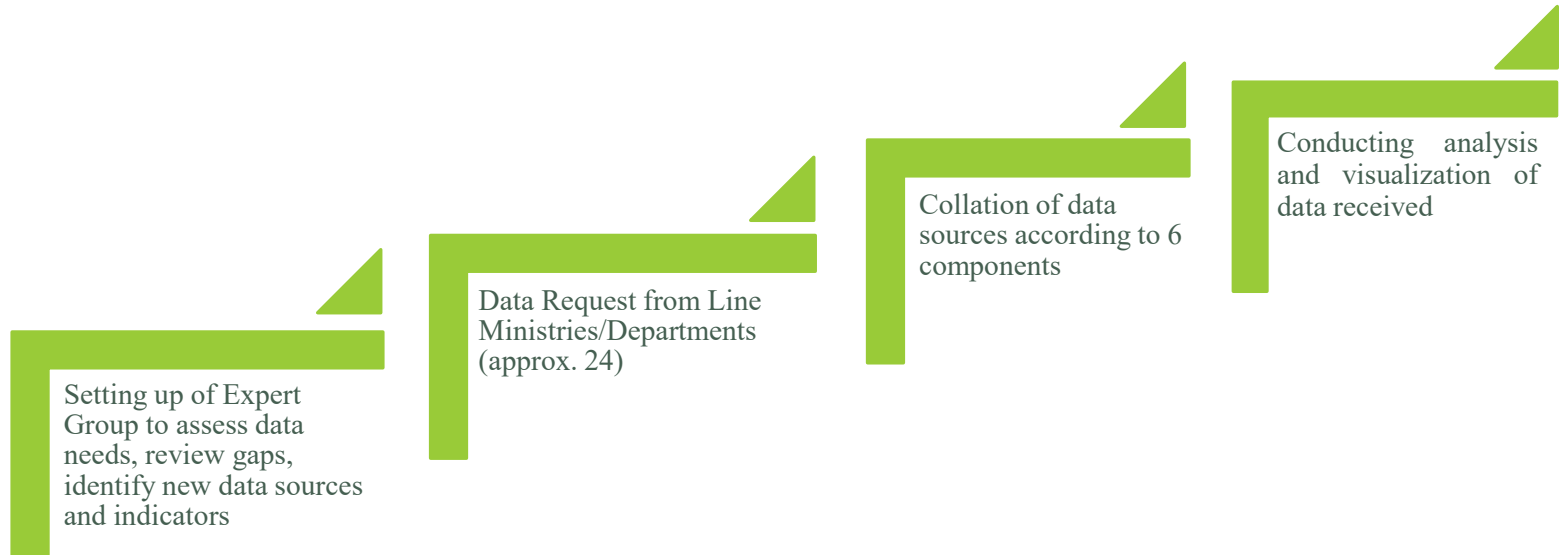 Setting up of Expert
Group to assess data
needs, review gaps,
identify new data sources
and indicators
Data Request from Line
Ministries/Departments
(approx. 24)
Collation of data
sources according to 6
components
Conducting analysis
and visualization of
data received